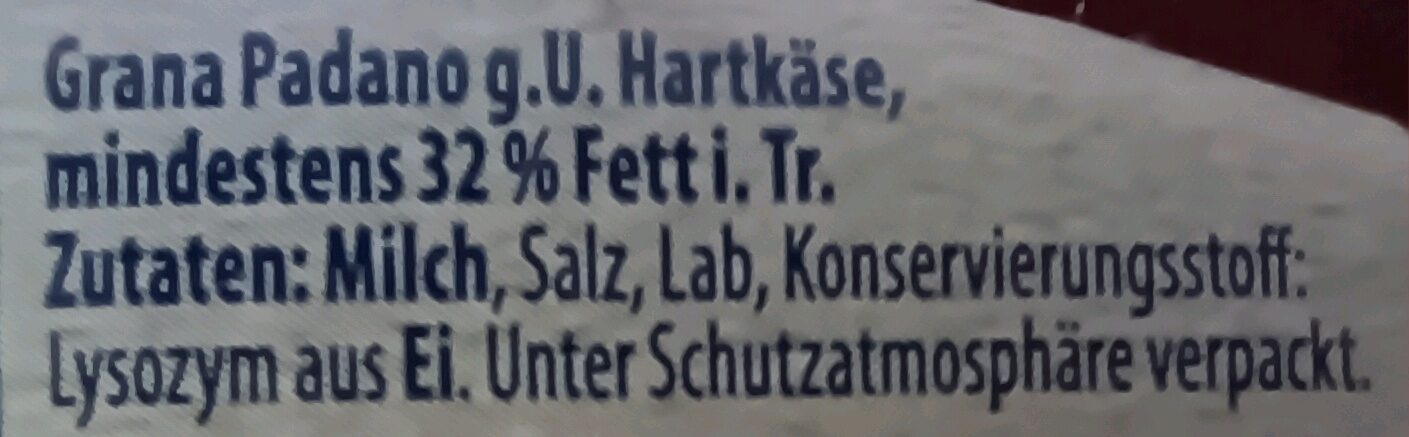 Grana Padano g.U. Hartkäse,
mindestens 32 % Fett i. Tr.
Zutaten: Milch, Salz, Lab, Konservierungsstoff:
Lysozym aus Ei. Unter Schutzatmosphäre verpackt.